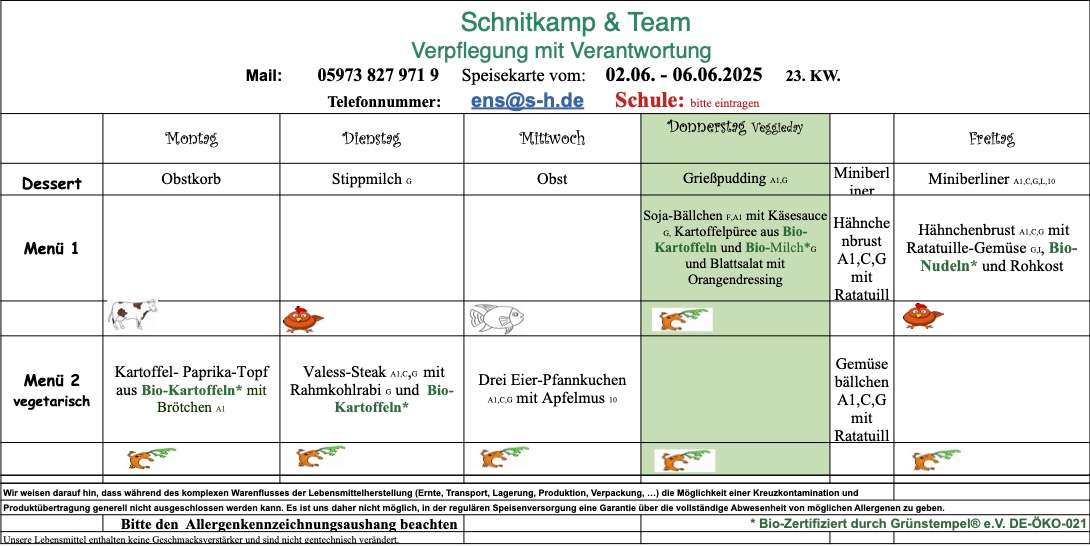 Schnitkamp & Team
Verpflegung mit Verantwortung
Mail: 05973 827 971 9 Speisekarte vom: 02.06. - 06.06.2025 23. KW.
Telefonnummer: ens@s-h.de Schule: bitte eintragen
Montag Dienstag Mittwoch Donnerstag Veggieday Freitag
Dessert
Obstkorb
Stippmilch G
Obst
Grießpudding A1,G
Miniberl
iner
Miniberliner A1,C,G,L,10
Menü 1
Soja-Bällchen F,A1 mit Käsesauce
G, Kartoffelpüree aus Bio-
Kartoffeln und Bio-Milch*G
und Blattsalat mit
Orangendressing
Hähnche
nbrust
A1,C,G
mit
Ratatuill
Hähnchenbrust A1,C,G mit
Ratatuille-Gemüse G,I, Bio-
Nudeln* und Rohkost
Menü 2
vegetarisch
Kartoffel- Paprika-Topf
aus Bio-Kartoffeln* mit
Brötchen A1
Valess-Steak A1,C,G mit
Rahmkohlrabi G und Bio-
Kartoffeln*
Drei Eier-Pfannkuchen
A1,C,G mit Apfelmus 10
Gemüse
bällchen
A1,C,G
mit
Ratatuill
Wir weisen darauf hin, dass während des komplexen Warenflusses der Lebensmittelherstellung (Ernte, Transport, Lagerung, Produktion, Verpackung, ...) die Möglichkeit einer Kreuzkontamination und
Produktübertragung generell nicht ausgeschlossen werden kann. Es ist uns daher nicht möglich, in der regulären Speisenversorgung eine Garantie über die vollständige Abwesenheit von möglichen Allergenen zu geben.
Bitte den Allergenkennzeichnungsaushang beachten
* Bio-Zertifiziert durch Grünstempel® e.V. DE-ÖKO-021
Unsere Lebensmittel enthalten keine Geschmacksverstärker und sind nicht gentechnisch verändert.